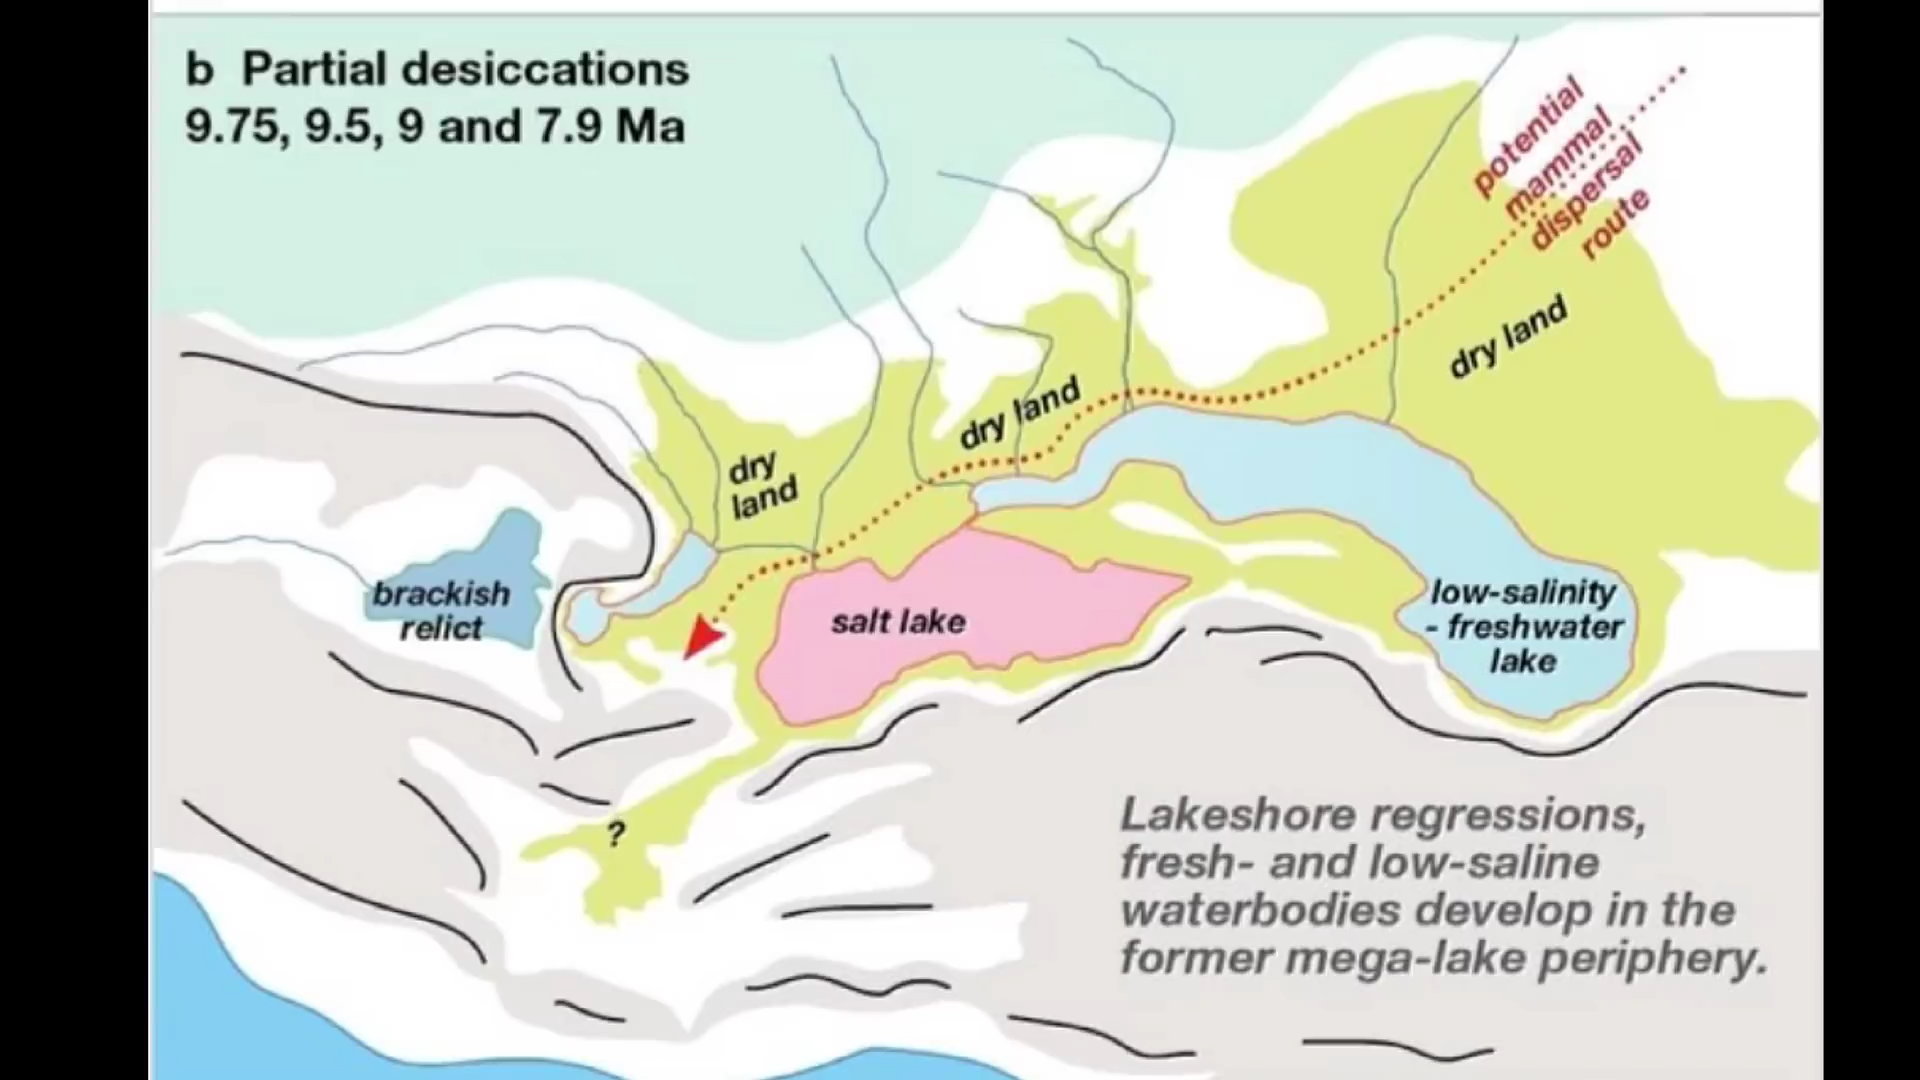 b Partial desiccations
9.75, 9.5, 9 and 7.9 Ma
potential
mammal
dispersal
route
dry land
dry land
dry
land
brackish
relict
salt lake
low-salinity
- freshwater
lake
?
Lakeshore regressions,
fresh- and low-saline
waterbodies develop in the
former mega-lake periphery.